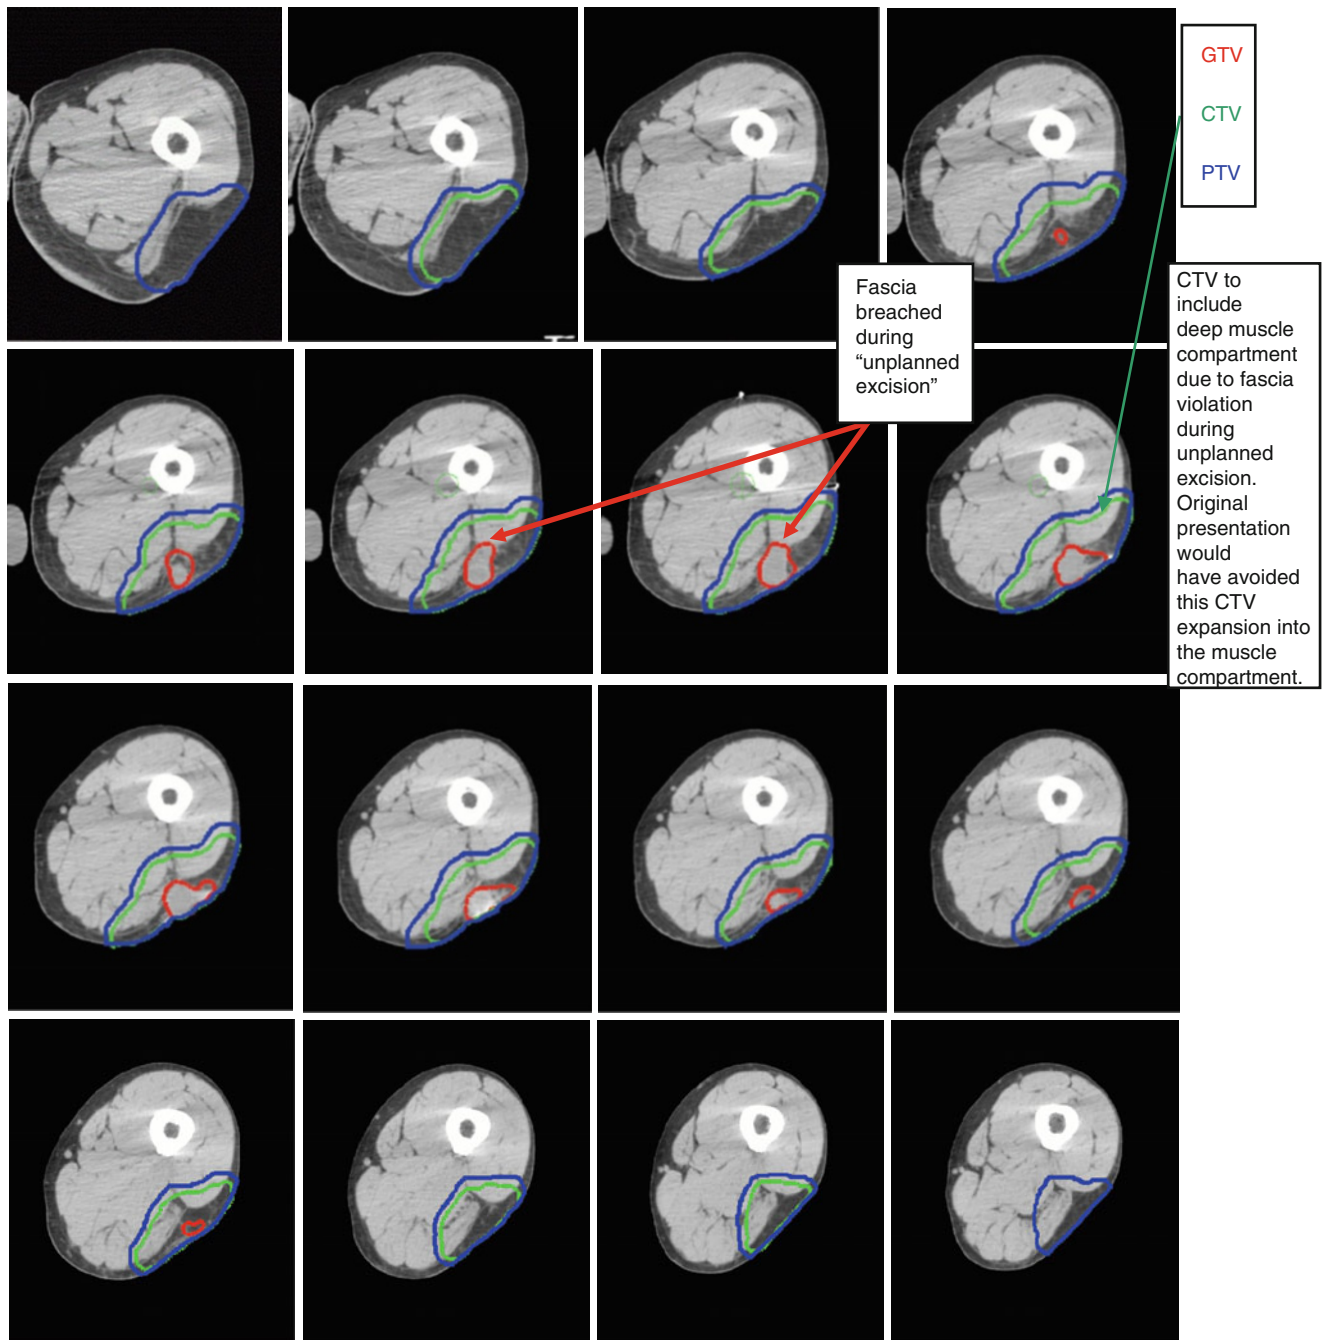 GTV
CTV
PTV
Fascia
breached
during
“unplanned
excision”
CTV to
include
deep muscle
compartment
due to fascia
violation
during
unplanned
excision.
Original
presentation
would
have avoided
this CTV
expansion into
the muscle
compartment.